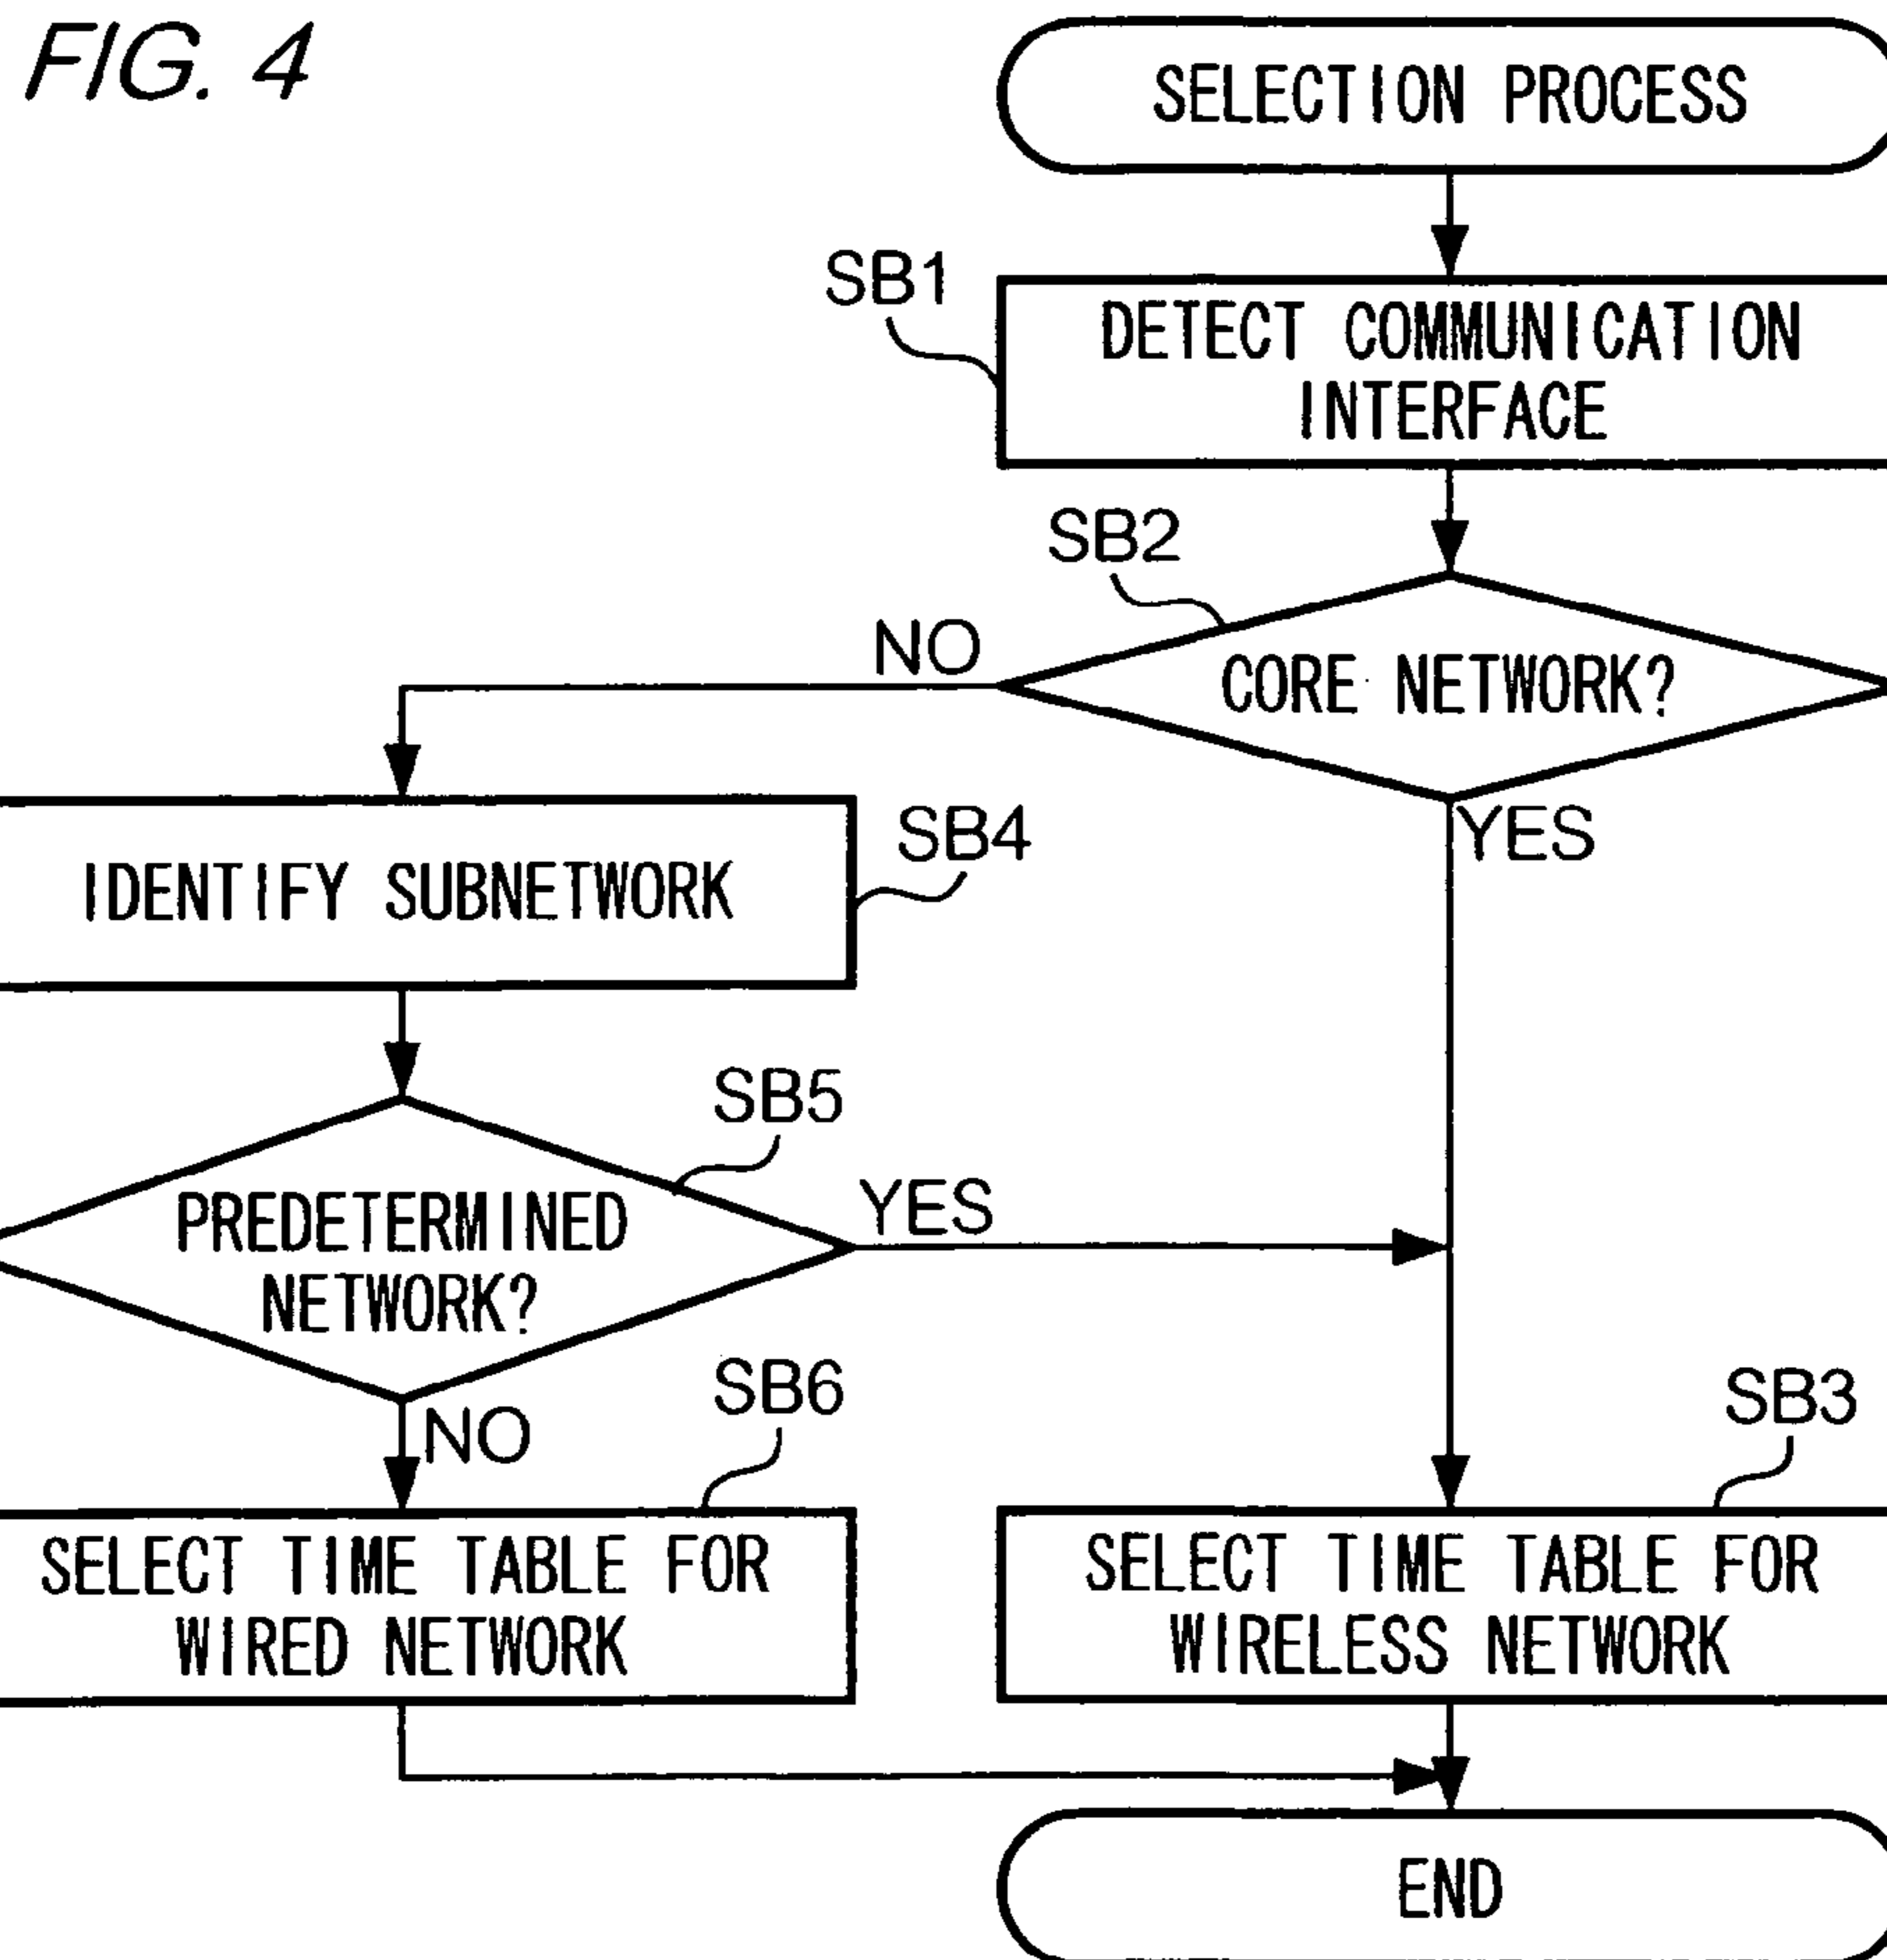 FIG. 4
SELECTION PROCESS
SB1
DETECT COMMUNICATION
INTERFACE
SB2
NO
CORE NETWORK?
YES
SB4
IDENTIFY SUBNETWORK
SB5
PREDETERMINED
NETWORK?
YES
NO
SB6
SB3
SELECT TIME TABLE FOR
WIRED NETWORK
SELECT TIME TABLE FOR
WIRELESS NETWORK
END